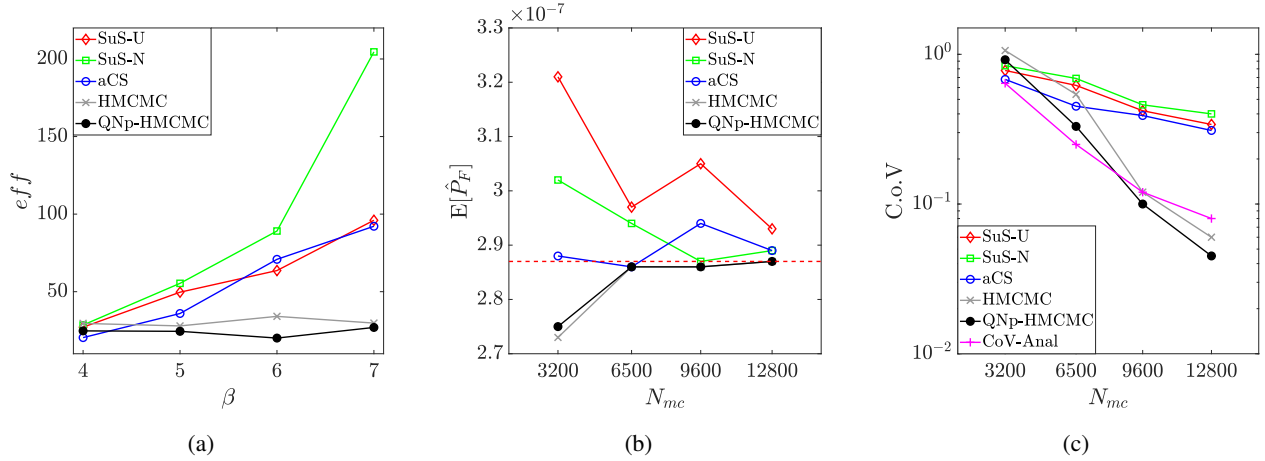 200
150
100
50
4
5
6
7
eff
β
SuS-U
SuS-N
aCS
HMCMC
QNp-HMCMC
(a)
×10⁻⁷
3.3
3.2
3.1
3
2.9
2.8
2.7
3200
6500
9600
12800
E[P̂_F]
N_mc
SuS-U
SuS-N
aCS
HMCMC
QNp-HMCMC
(b)
10⁰
10⁻¹
10⁻²
3200
6500
9600
12800
C.o.V
N_mc
SuS-U
SuS-N
aCS
HMCMC
QNp-HMCMC
CoV-Anal
(c)